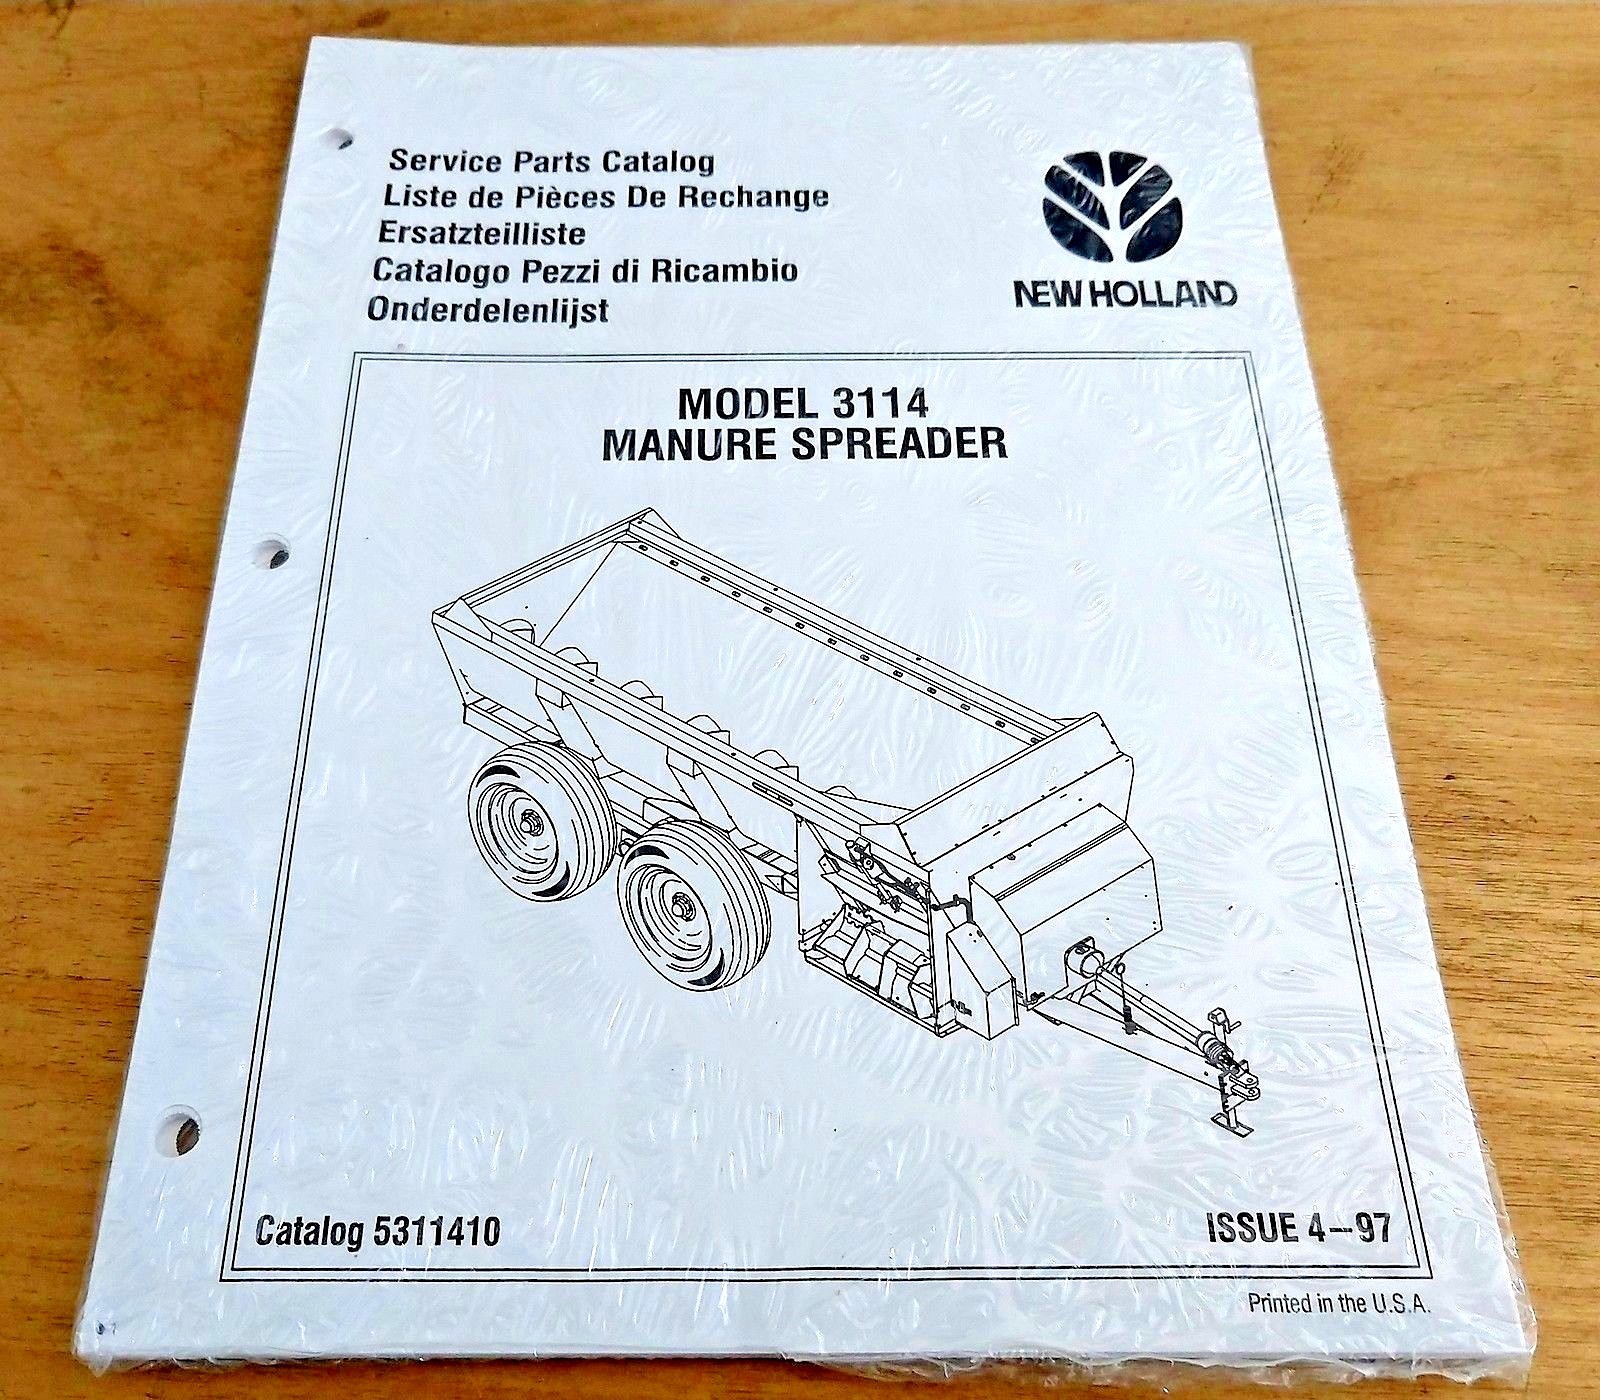 Service Parts Catalog
Liste de Pièces De Rechange
Ersatzteilliste
Catalogo Pezzi di Ricambio
Onderdelenlijst
NEW HOLLAND
MODEL 3114
MANURE SPREADER
Catalog 5311410
ISSUE 4–97
Printed in the U.S.A.